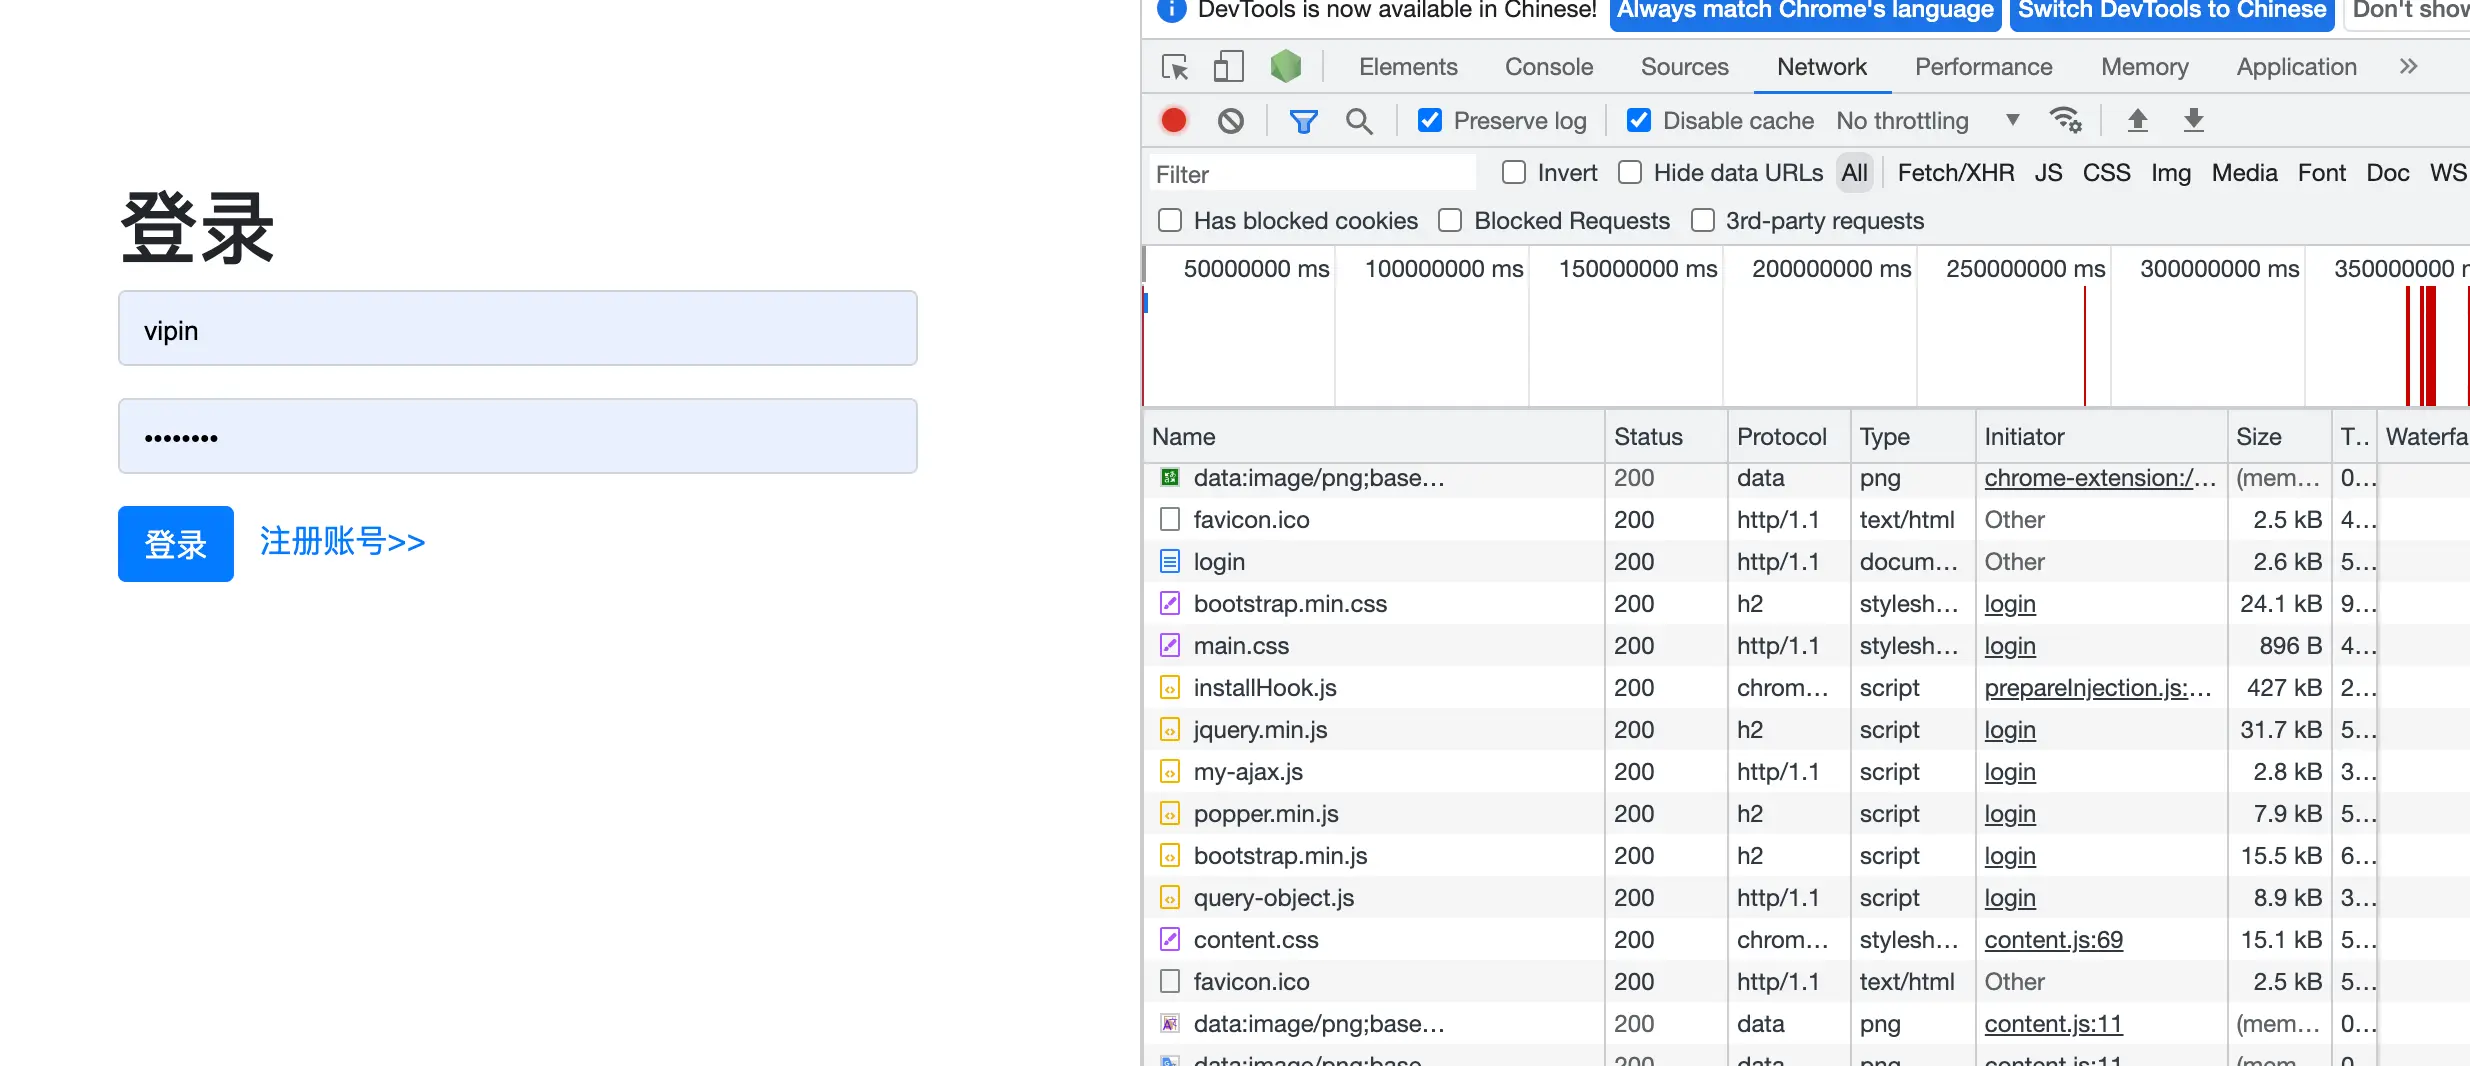 登录
vipin
••••••••
登录 注册账号>>
DevTools is now available in Chinese! Always match Chrome's language Switch DevTools to Chinese Don't show
Elements Console Sources Network Performance Memory Application
Preserve log Disable cache No throttling
Filter Invert Hide data URLs All Fetch/XHR JS CSS Img Media Font Doc WS
Has blocked cookies Blocked Requests 3rd-party requests
50000000 ms 100000000 ms 150000000 ms 200000000 ms 250000000 ms 300000000 ms 350000000
Name Status Protocol Type Initiator Size T.. Waterfa
data:image/png;base… 200 data png chrome-extension:/… (mem… 0…
favicon.ico 200 http/1.1 text/html Other 2.5 kB 4…
login 200 http/1.1 docum… Other 2.6 kB 5…
bootstrap.min.css 200 h2 stylesh… login 24.1 kB 9…
main.css 200 http/1.1 stylesh… login 896 B 4…
installHook.js 200 chrom… script prepareInjection.js:… 427 kB 2…
jquery.min.js 200 h2 script login 31.7 kB 5…
my-ajax.js 200 http/1.1 script login 2.8 kB 3…
popper.min.js 200 h2 script login 7.9 kB 5…
bootstrap.min.js 200 h2 script login 15.5 kB 6…
query-object.js 200 http/1.1 script login 8.9 kB 3…
content.css 200 chrom… stylesh… content.js:69 15.1 kB 5…
favicon.ico 200 http/1.1 text/html Other 2.5 kB 5…
data:image/png;base… 200 data png content.js:11 (mem… 0…
data:image/png;base 200 data png content.js:11 (mem 0